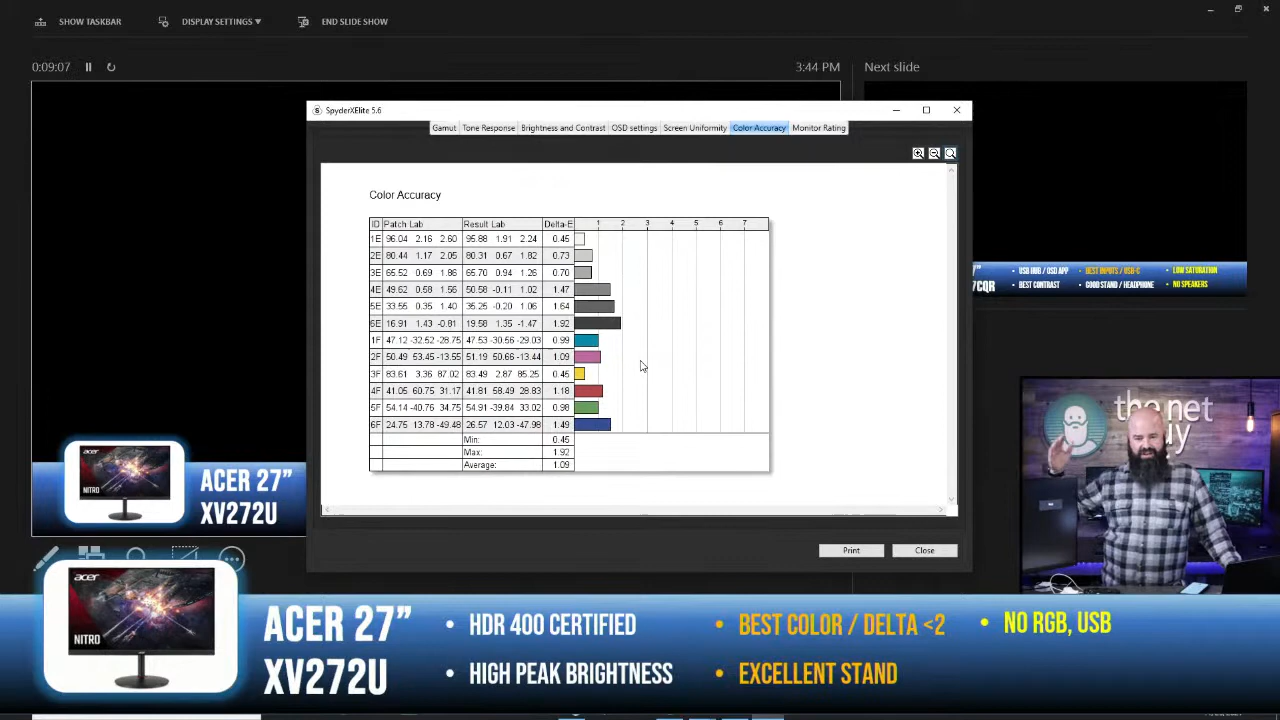 SHOW TASKBAR
DISPLAY SETTINGS ▼
END SLIDE SHOW
0:09:07
3:44 PM
Next slide
SpyderXElite 5.6
Gamut Tone Response Brightness and Contrast OSD settings Screen Uniformity Color Accuracy Monitor Rating
Color Accuracy
ID Patch Lab Result Lab Delta-E 1 2 3 4 5 6 7
1E 96.04 2.16 2.60 95.88 1.91 2.24 0.45
2E 80.44 1.17 2.05 80.31 0.67 1.82 0.73
3E 65.52 0.69 1.86 65.70 0.94 1.26 0.70
4E 49.62 0.58 1.56 50.58 -0.11 1.02 1.47
5E 33.55 0.35 1.40 35.25 -0.20 1.06 1.64
6E 16.91 1.43 -0.81 19.58 1.35 -1.47 1.92
1F 47.12 -32.52 -28.75 47.53 -30.56 -29.03 0.99
2F 50.49 53.45 -13.55 51.19 50.66 -13.44 1.09
3F 83.61 3.36 87.02 83.49 2.87 85.25 0.45
4F 41.05 60.75 31.17 41.81 58.49 28.83 1.18
5F 54.14 -40.76 34.75 54.91 -39.84 33.02 0.98
6F 24.75 13.78 -49.48 26.57 12.03 -47.98 1.49
Min: 0.45
Max: 1.92
Average: 1.09
Print
Close
• USB HUB / OSD APP • BEST INPUTS / USB-C • LOW SATURATION
7CQR • BEST CONTRAST • GOOD STAND / HEADPHONE • NO SPEAKERS
the net
guy
acer
NITRO
ACER 27”
XV272U
acer
NITRO
ACER 27”
XV272U
• HDR 400 CERTIFIED • BEST COLOR / DELTA <2 • NO RGB, USB
• HIGH PEAK BRIGHTNESS • EXCELLENT STAND